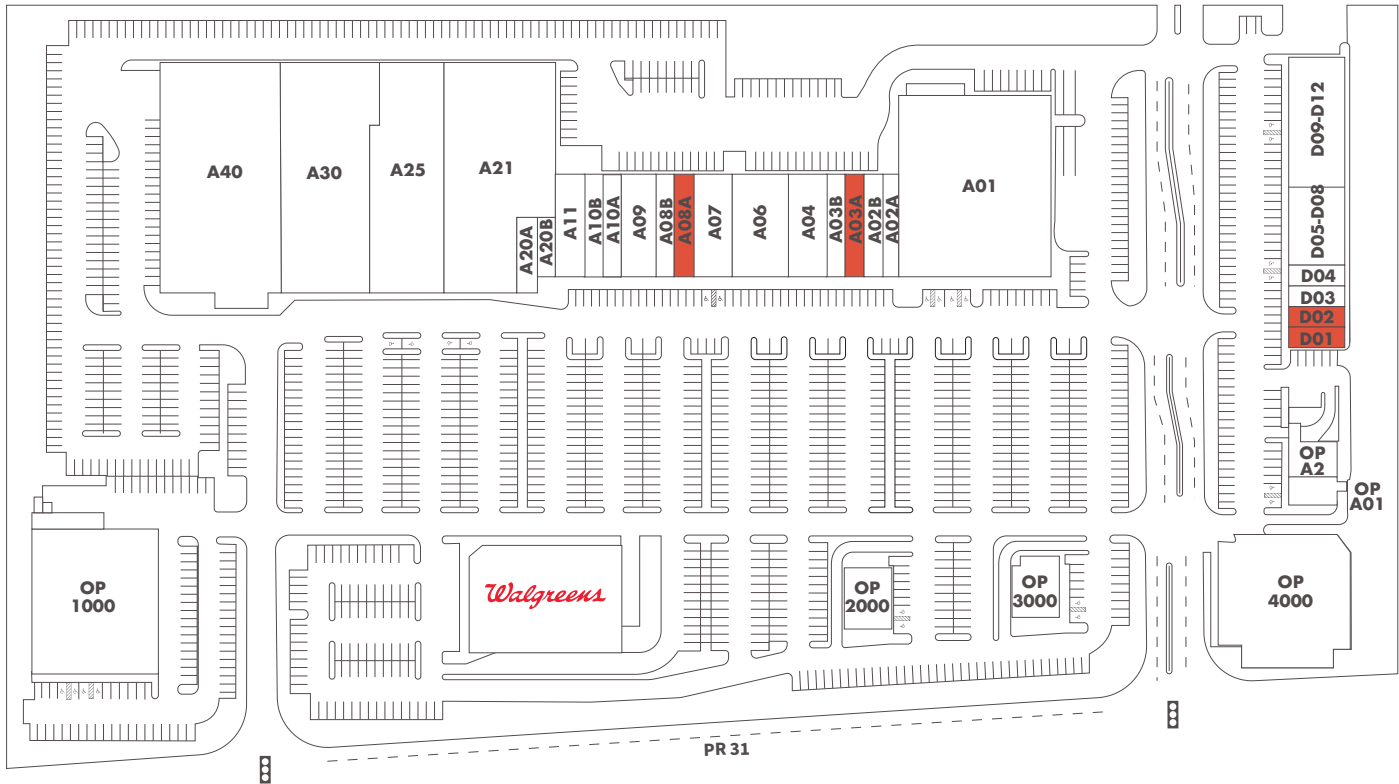 A40
A30
A25
A21
A20A
A20B
A11
A10B
A10A
A09
A08B
A08A
A07
A06
A04
A03B
A03A
A02B
A02A
A01
D09-D12
D05-D08
D04
D03
D02
D01
OP
A2
OP
A01
OP
1000
Walgreens
OP
2000
OP
3000
OP
4000
PR 31